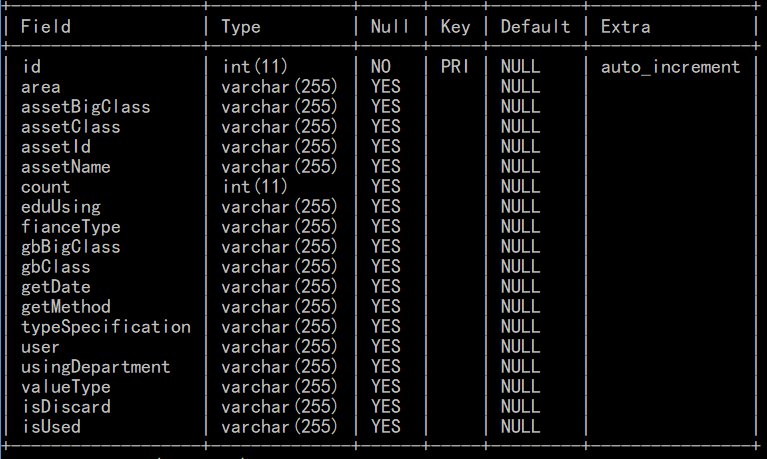 Field | Type | Null | Key | Default | Extra
id | int(11) | NO | PRI | NULL | auto_increment
area | varchar(255) | YES | | NULL |
assetBigClass | varchar(255) | YES | | NULL |
assetClass | varchar(255) | YES | | NULL |
assetId | varchar(255) | YES | | NULL |
assetName | varchar(255) | YES | | NULL |
count | int(11) | YES | | NULL |
eduUsing | varchar(255) | YES | | NULL |
fianceType | varchar(255) | YES | | NULL |
gbBigClass | varchar(255) | YES | | NULL |
gbClass | varchar(255) | YES | | NULL |
getDate | varchar(255) | YES | | NULL |
getMethod | varchar(255) | YES | | NULL |
typeSpecification | varchar(255) | YES | | NULL |
user | varchar(255) | YES | | NULL |
usingDepartment | varchar(255) | YES | | NULL |
valueType | varchar(255) | YES | | NULL |
isDiscard | varchar(255) | YES | | NULL |
isUsed | varchar(255) | YES | | NULL |